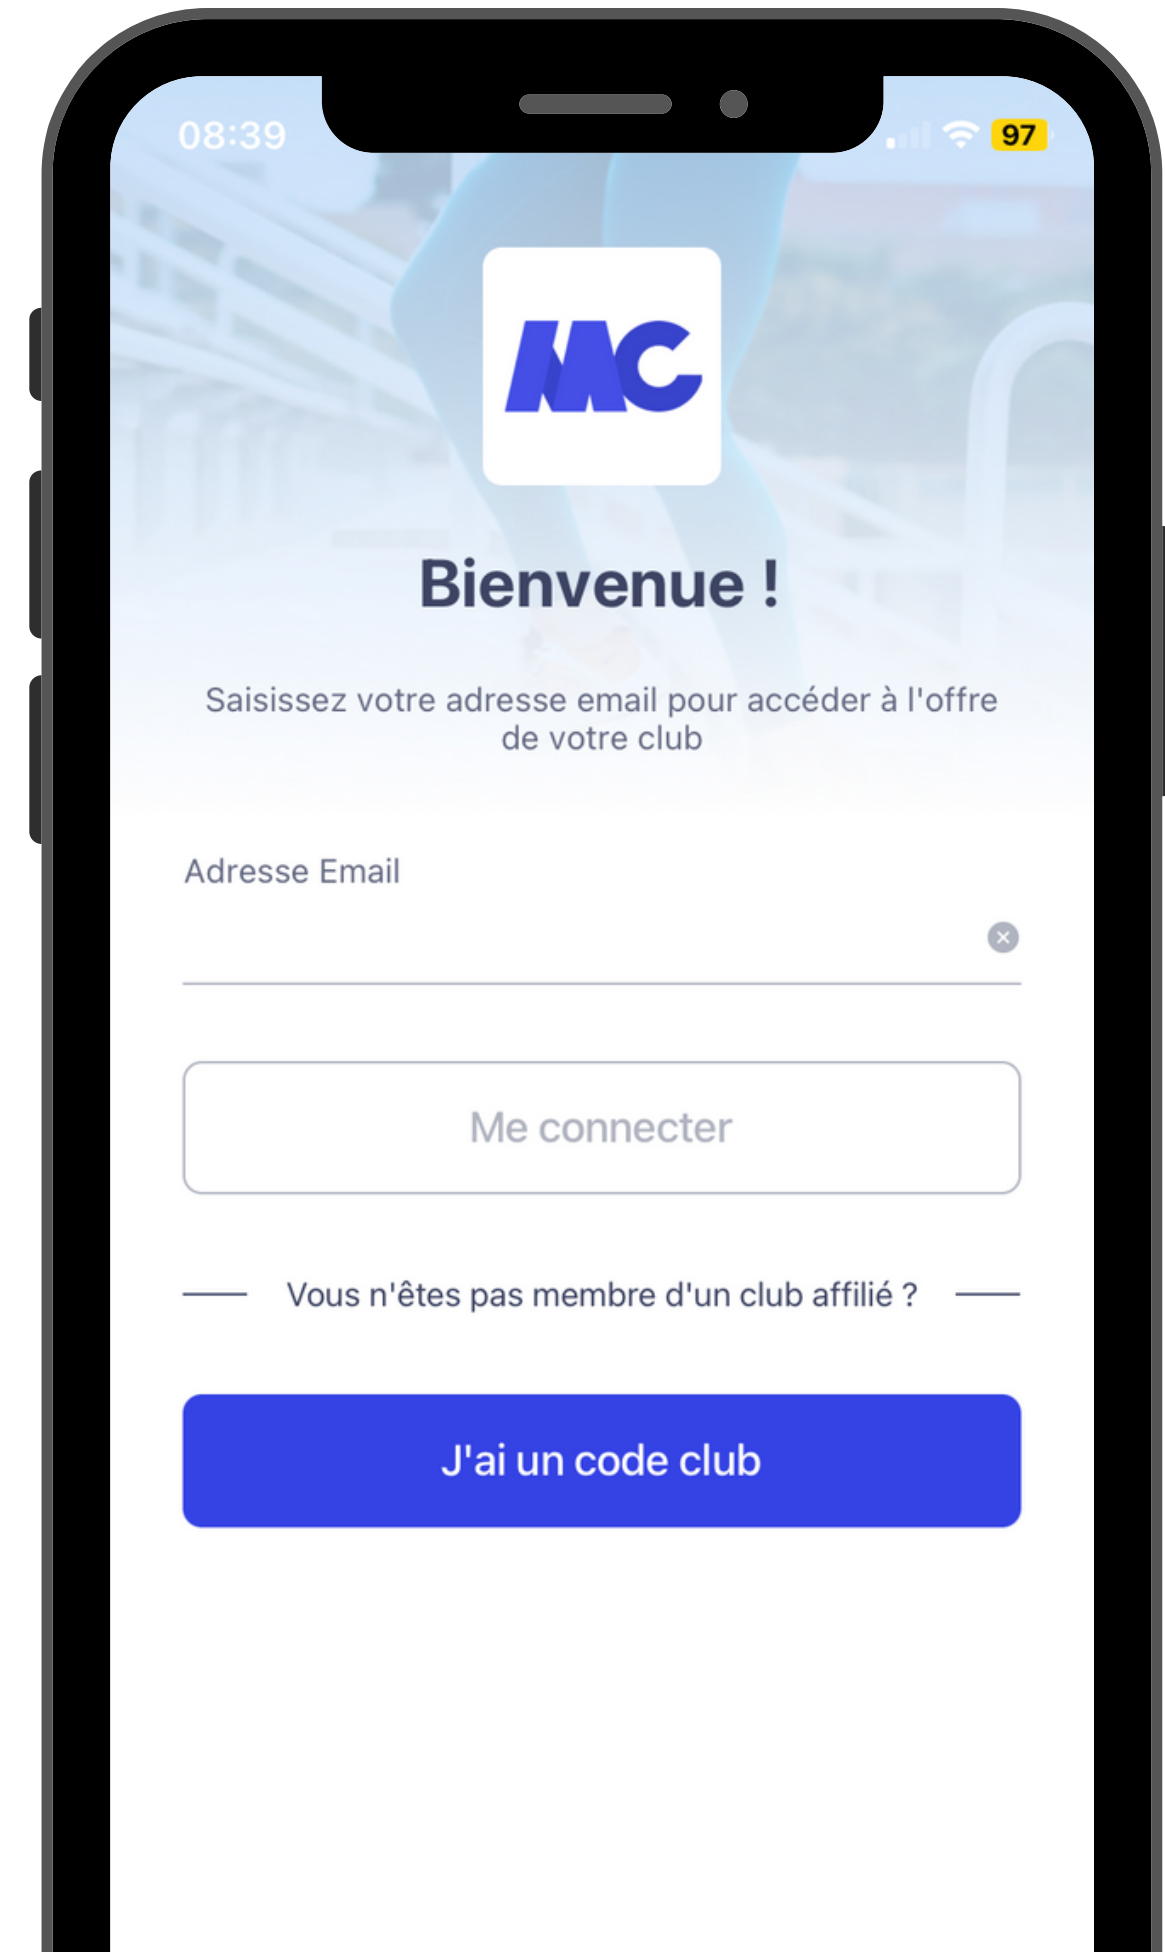 08:39
97
MC
Bienvenue !
Saisissez votre adresse email pour accéder à l'offre
de votre club
Adresse Email
Me connecter
Vous n'êtes pas membre d'un club affilié ?
J'ai un code club